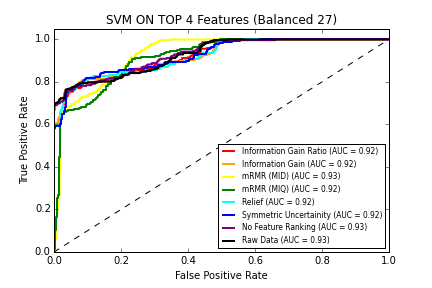 SVM ON TOP 4 Features (Balanced 27)
1.0
0.8
0.6
0.4
0.2
0.0
True Positive Rate
Information Gain Ratio (AUC = 0.92)
Information Gain (AUC = 0.92)
mRMR (MID) (AUC = 0.93)
mRMR (MIQ) (AUC = 0.92)
Relief (AUC = 0.92)
Symmetric Uncertainity (AUC = 0.92)
No Feature Ranking (AUC = 0.93)
Raw Data (AUC = 0.93)
0.0 0.2 0.4 0.6 0.8 1.0
False Positive Rate